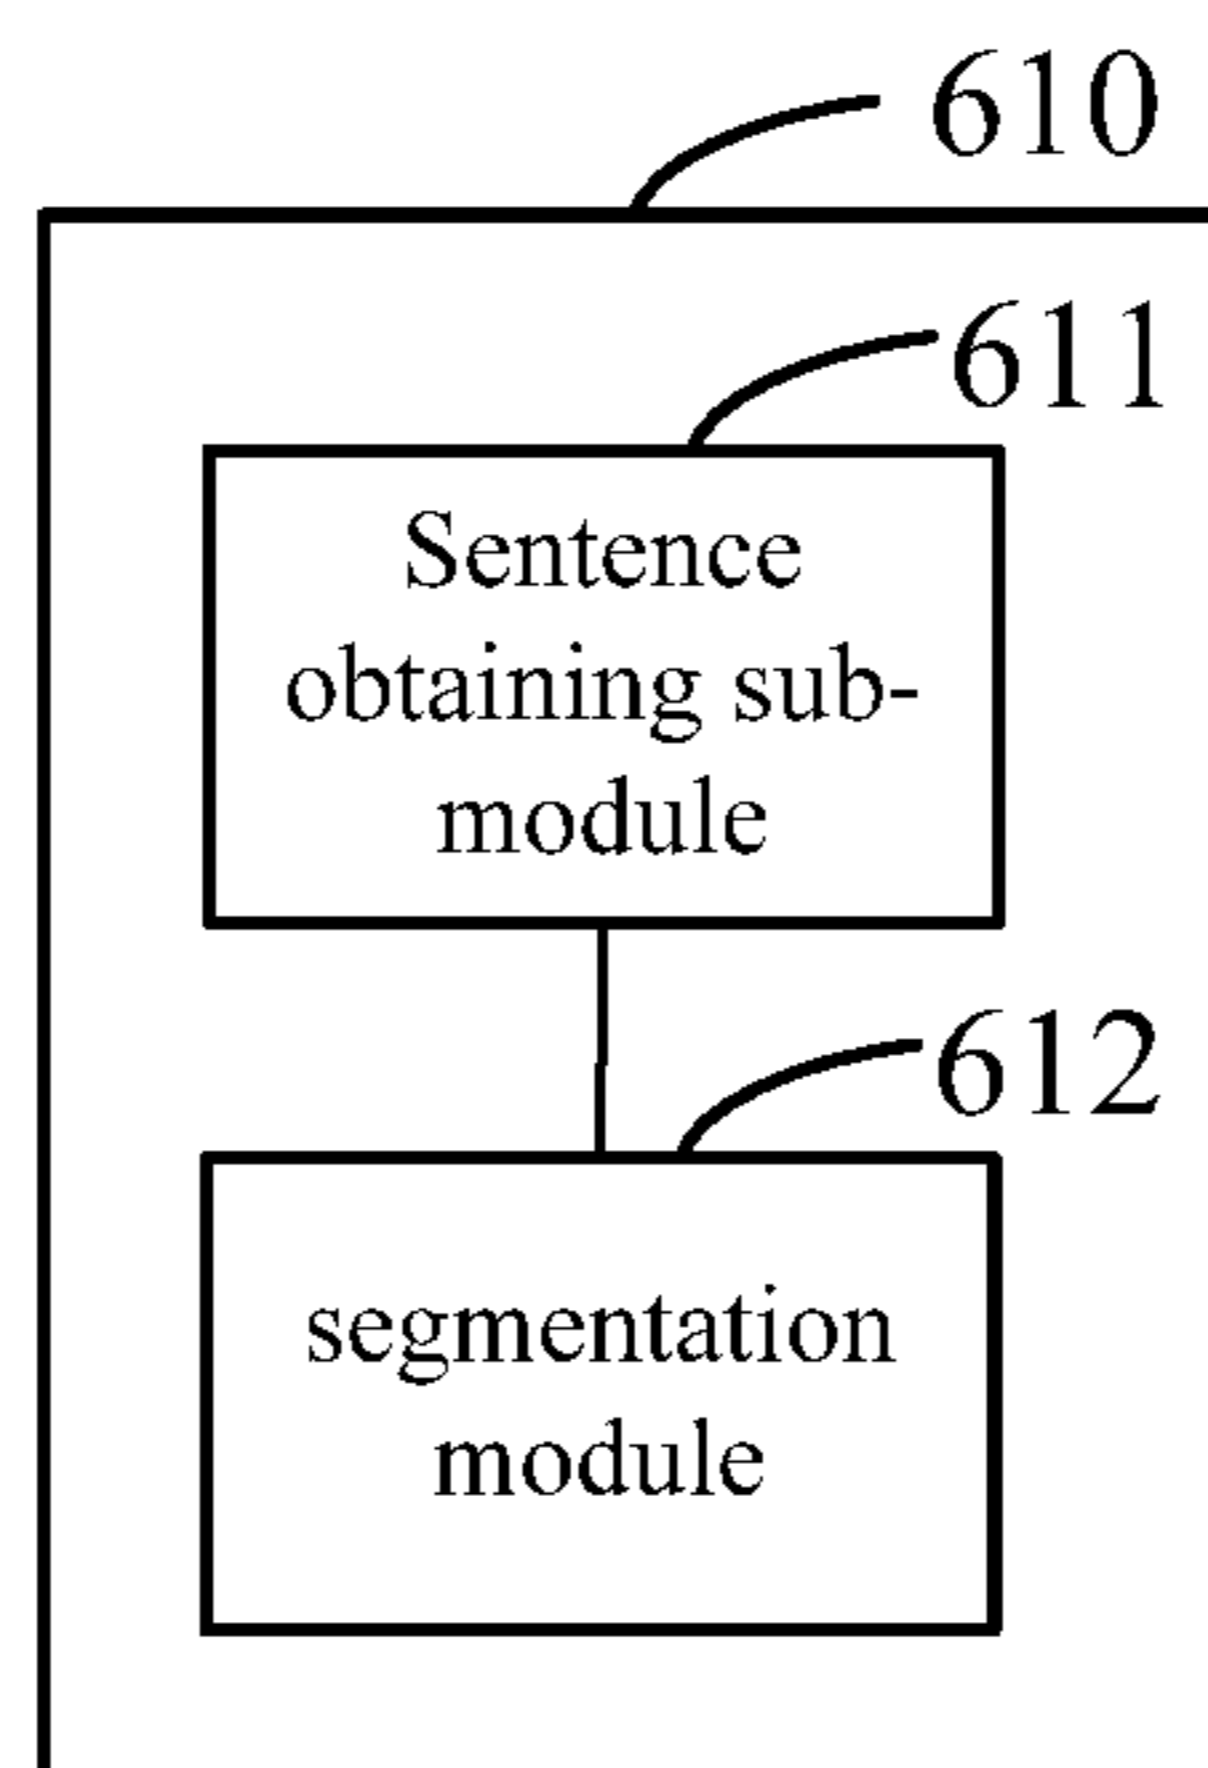 610
611
Sentence
obtaining sub-
module
612
segmentation
module